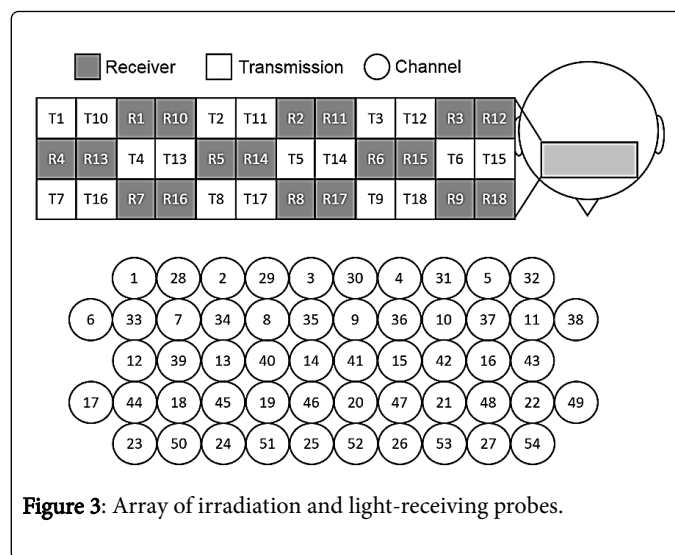 Receiver Transmission Channel
T1 T10 R1 R10 T2 T11 R2 R11 T3 T12 R3 R12
R4 R13 T4 T13 R5 R14 T5 T14 R6 R15 T6 T15
T7 T16 R7 R16 T8 T17 R8 R17 T9 T18 R9 R18
1 28 2 29 3 30 4 31 5 32
6 33 7 34 8 35 9 36 10 37 11 38
12 39 13 40 14 41 15 42 16 43
17 44 18 45 19 46 20 47 21 48 22 49
23 50 24 51 25 52 26 53 27 54
Figure 3: Array of irradiation and light-receiving probes.